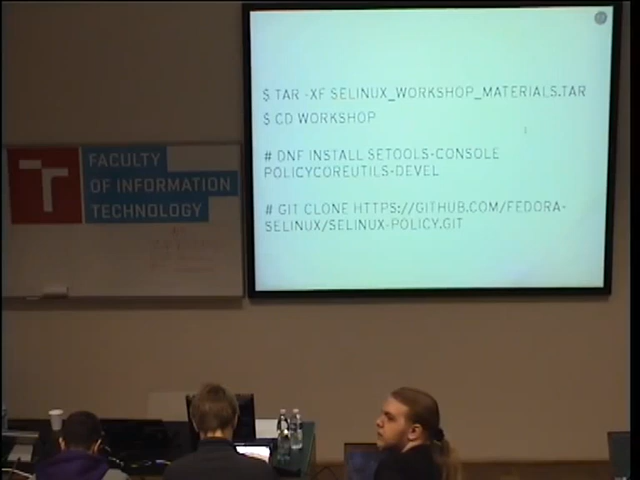 $ TAR -XF SELINUX_WORKSHOP_MATERIALS.TAR
$ CD WORKSHOP
# DNF INSTALL SETOOLS-CONSOLE
POLICYCOREUTILS-DEVEL
# GIT CLONE HTTPS://GITHUB.COM/FEDORA-
SELINUX/SELINUX-POLICY.GIT
FACULTY
OF INFORMATION
TECHNOLOGY